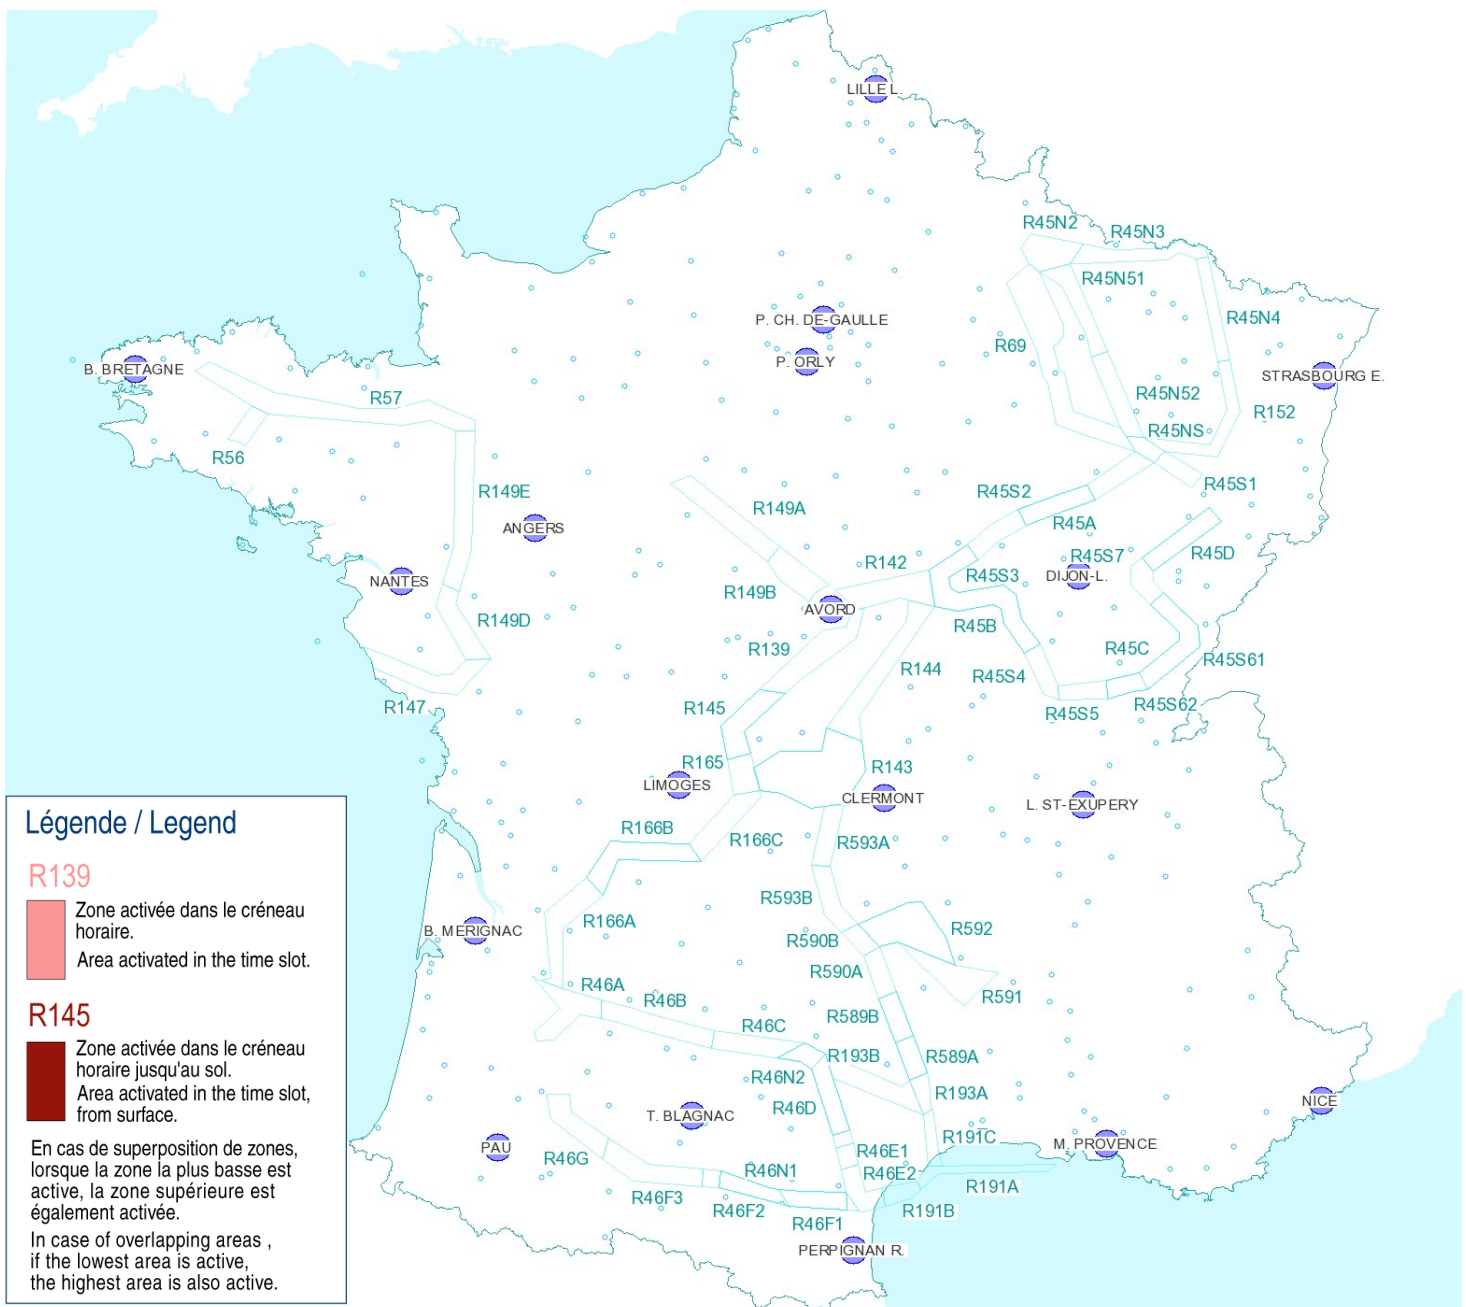 LILLE L.
R45N2
R45N3
R45N51
P. CH. DE-GAULLE
R45N4
R69
P. ORLY
B. BRETAGNE
STRASBOURG E.
R57
R45N52
R152
R45NS
R56
R149E
R45S2
R45S1
R149A
ANGERS
R45A
R45S7
R45D
R142
NANTES
R45S3
DIJON-L.
R149B
AVORD
R149D
R45B
R139
R45C
R45S61
R144
R45S4
R147
R145
R45S5
R45S62
R165
R143
LIMOGES
CLERMONT
L. ST-EXUPERY
R166B
R166C
R593A
R593B
R166A
B. MERIGNAC
R590B
R592
R590A
R46A
R46B
R591
R46C
R589B
R193B
R589A
R46N2
R193A
R46D
T. BLAGNAC
NICE
PAU
R191C
M. PROVENCE
R46G
R46E1
R46N1
R46E2
R46F3
R191A
R46F2
R46F1
R191B
PERPIGNAN R.
Légende / Legend
R139
Zone activée dans le créneau
horaire.
Area activated in the time slot.
R145
Zone activée dans le créneau
horaire jusqu'au sol.
Area activated in the time slot,
from surface.
En cas de superposition de zones,
lorsque la zone la plus basse est
active, la zone supérieure est
également activée.
In case of overlapping areas ,
if the lowest area is active,
the highest area is also active.